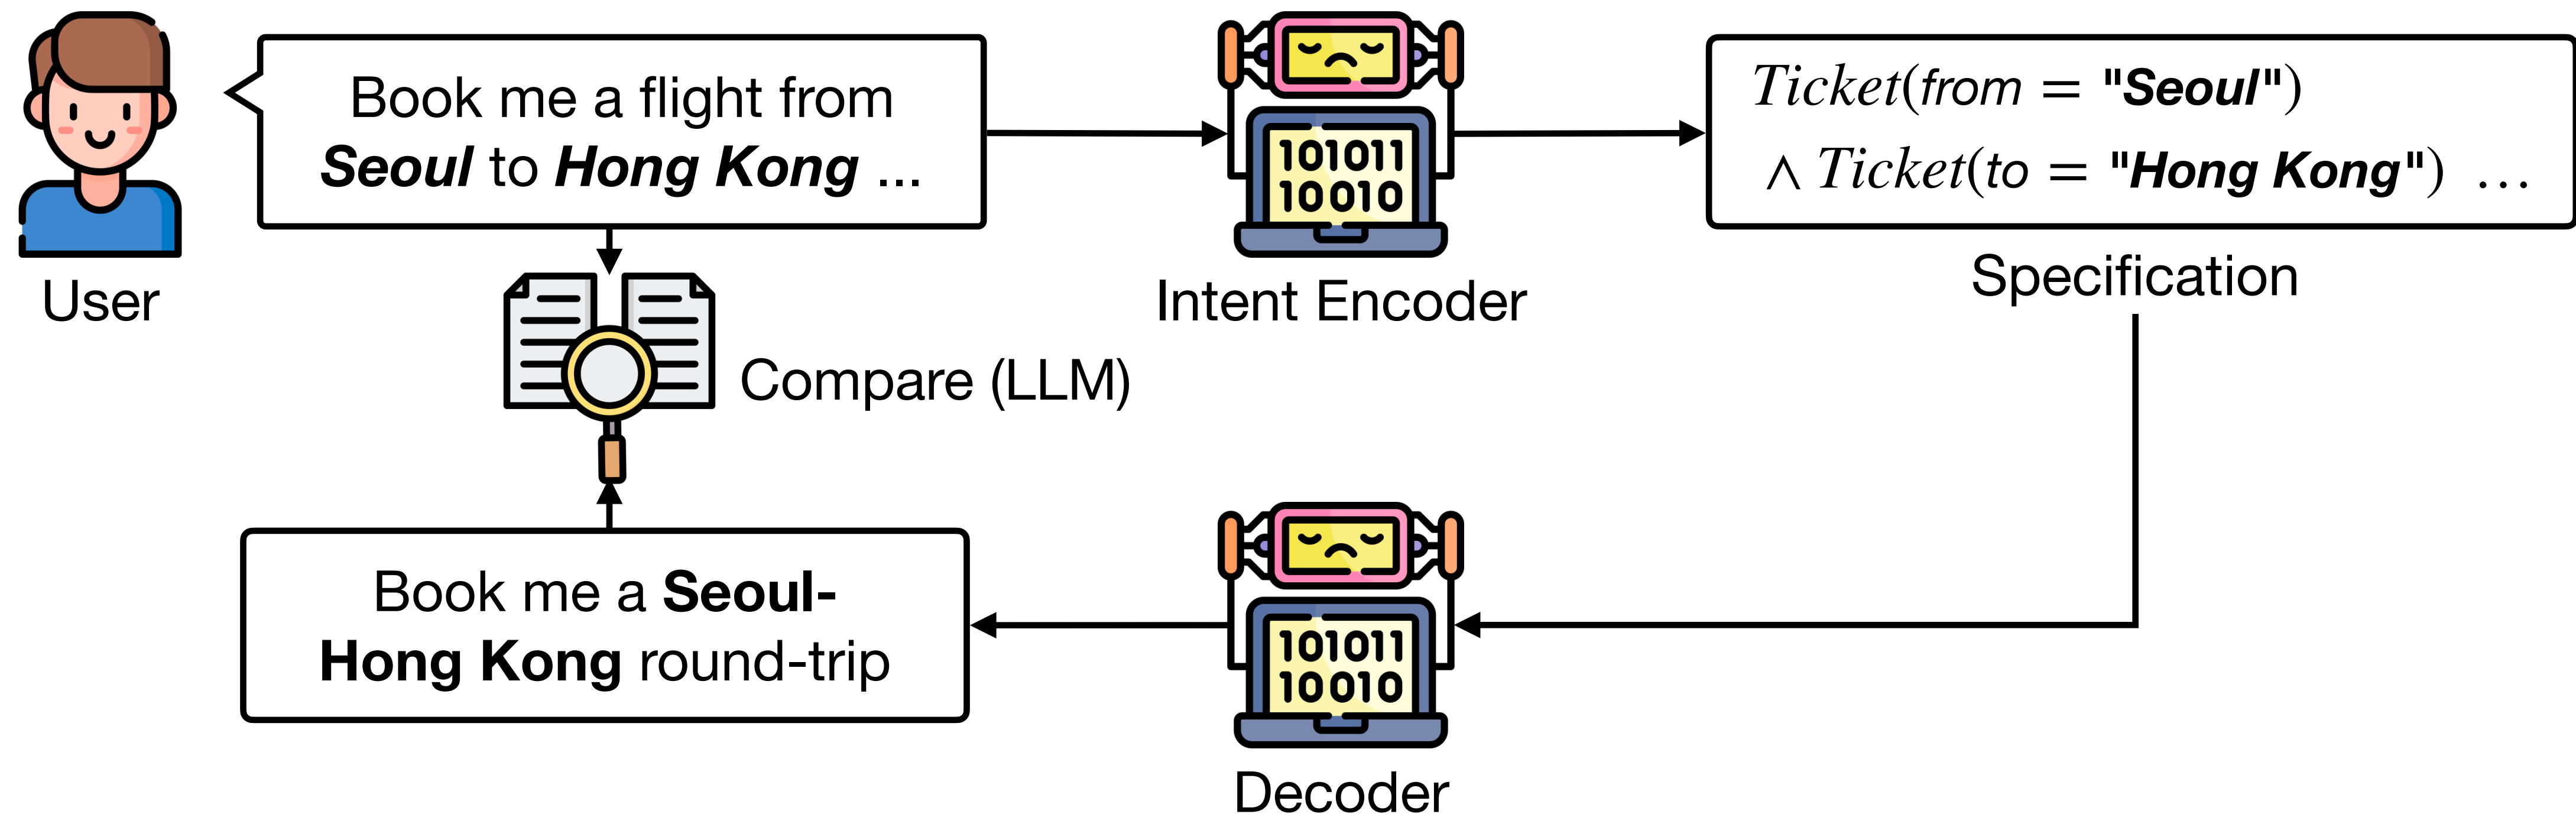 Book me a flight from
Seoul to Hong Kong ...
User
101011
10010
Intent Encoder
Ticket(from = "Seoul")
∧ Ticket(to = "Hong Kong") …
Specification
Compare (LLM)
Book me a Seoul-
Hong Kong round-trip
101011
10010
Decoder